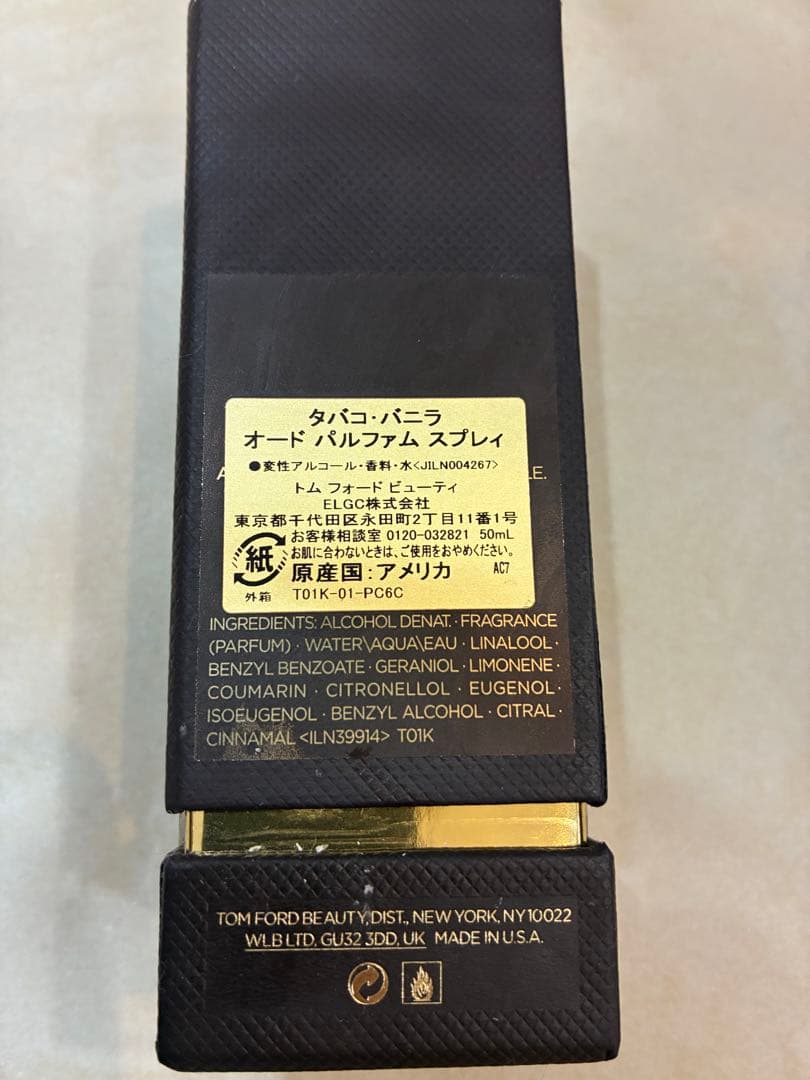 タバコ・バニラ
オード パルファム スプレィ
●変性アルコール・香料・水<JILN004267>
トム フォード ビューティ
ELGC株式会社
東京都千代田区永田町2丁目11番1号
お客様相談室 0120-032821 50mL
お肌に合わないときは、ご使用をおやめください。
紙 原産国:アメリカ AC7
外箱 T01K-01-PC6C
INGREDIENTS: ALCOHOL DENAT. · FRAGRANCE
(PARFUM) · WATER\AQUA\EAU · LINALOOL ·
BENZYL BENZOATE · GERANIOL · LIMONENE ·
COUMARIN · CITRONELLOL · EUGENOL ·
ISOEUGENOL · BENZYL ALCOHOL · CITRAL ·
CINNAMAL <ILN39914> T01K
TOM FORD BEAUTY, DIST., NEW YORK, NY 10022
WLB LTD, GU32 3DD, UK MADE IN U.S.A.